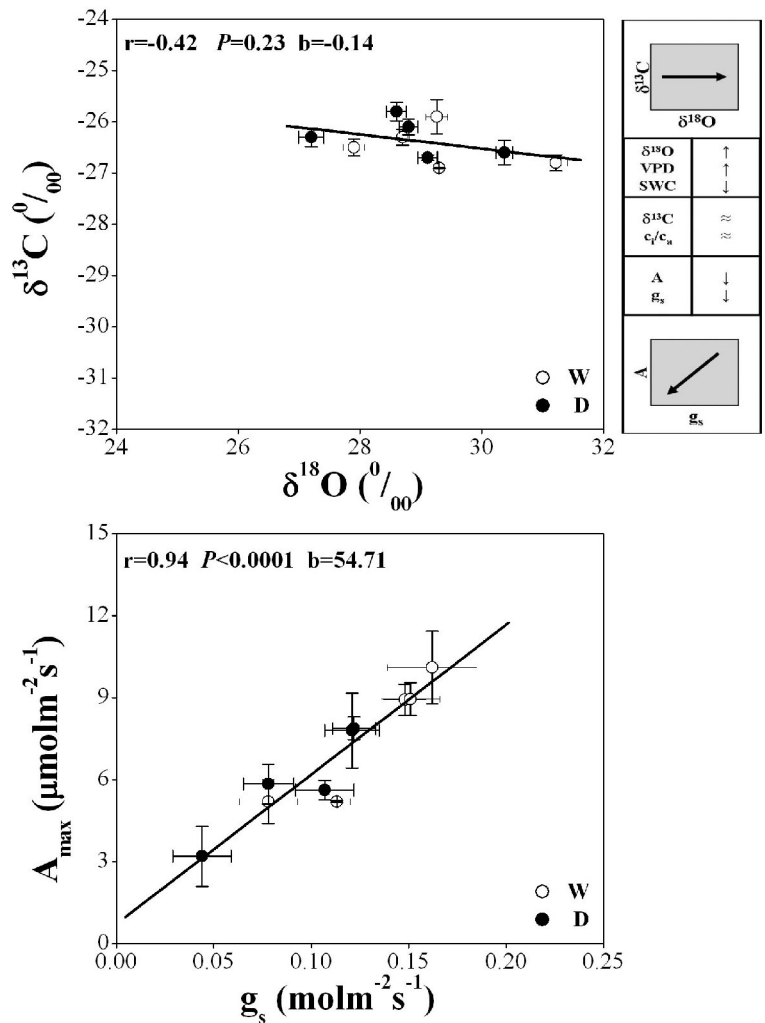 r=-0.42 P=0.23 b=-0.14
-24
-25
-26
-27
-28
-29
-30
-31
-32
δ¹³C (⁰/₀₀)
W
D
24 26 28 30 32
δ¹⁸O (⁰/₀₀)
δ¹³C
δ¹⁸O
δ¹⁸O ↑
VPD ↑
SWC ↓
δ¹³C ≈
cᵢ/cₐ ≈
A ↓
gₛ ↓
A
gₛ
r=0.94 P<0.0001 b=54.71
15
12
9
6
3
0
Aₘₐₓ (μmolm⁻²s⁻¹)
W
D
0.00 0.05 0.10 0.15 0.20 0.25
gₛ (molm⁻²s⁻¹)